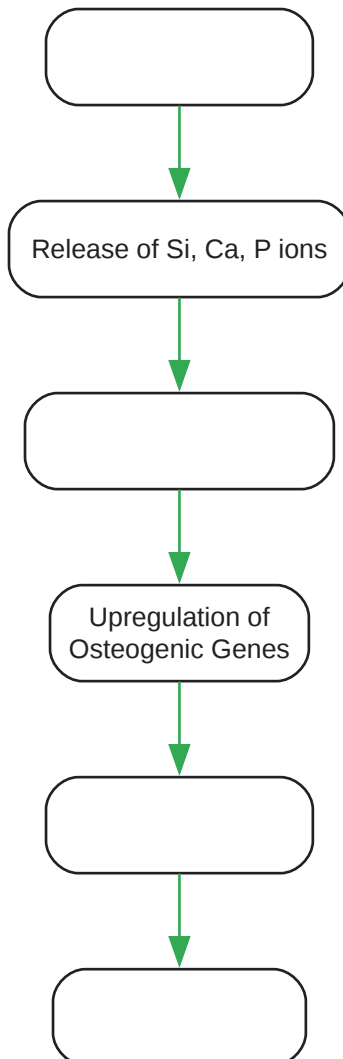 Release of Si, Ca, P ions
Upregulation of
Osteogenic Genes